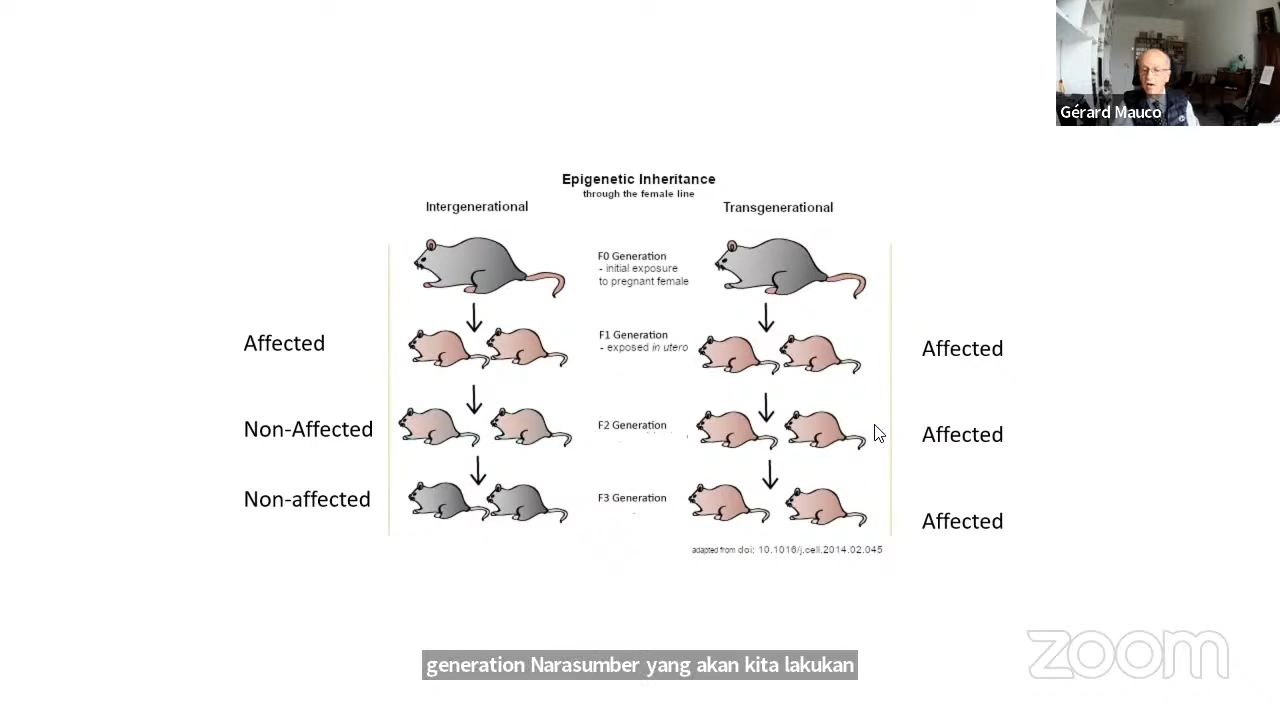 Gérard Mauco
Epigenetic Inheritance
through the female line
Intergenerational
Transgenerational
F0 Generation
- initial exposure
to pregnant female
Affected
F1 Generation
- exposed in utero
Affected
Non-Affected
F2 Generation
Affected
Non-affected
F3 Generation
Affected
adapted from doi: 10.1016/j.cell.2014.02.045
generation Narasumber yang akan kita lakukan
zoom